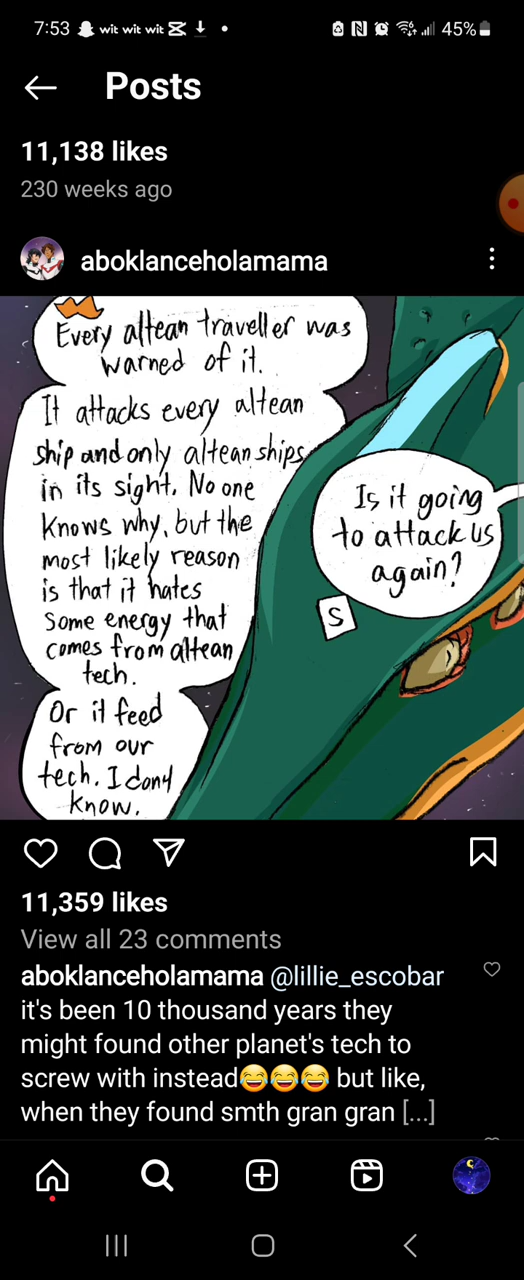 7:53 wit wit wit 45%
Posts
11,138 likes
230 weeks ago
aboklanceholamama
Every altean traveller was
warned of it.
It attacks every altean
ship and only altean ships
in its sight. No one
knows why, but the
most likely reason
is that it hates
some energy that
comes from altean
tech.
Or it feed
from our
tech. I dont
know.
Is it going
to attack us
again?
S
11,359 likes
View all 23 comments
aboklanceholamama @lillie_escobar
it's been 10 thousand years they
might found other planet's tech to
screw with instead😂😂😂 but like,
when they found smth gran gran [...]